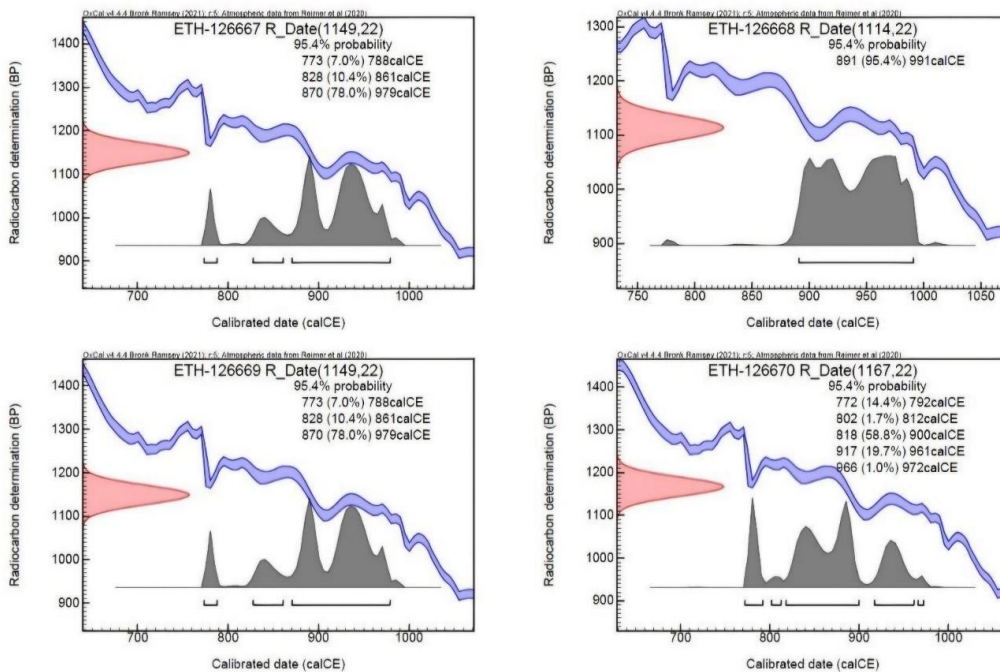 OxCal v4.4.4 Bronk Ramsey (2021); r:5; Atmospheric data from Reimer et al (2020)
ETH-126667 R_Date(1149,22)
95.4% probability
773 (7.0%) 788calCE
828 (10.4%) 861calCE
870 (78.0%) 979calCE
Radiocarbon determination (BP)
1400
1300
1200
1100
1000
900
700 800 900 1000
Calibrated date (calCE)
OxCal v4.4.4 Bronk Ramsey (2021); r:5; Atmospheric data from Reimer et al (2020)
ETH-126668 R_Date(1114,22)
95.4% probability
891 (95.4%) 991calCE
Radiocarbon determination (BP)
1300
1200
1100
1000
900
750 800 850 900 950 1000 1050
Calibrated date (calCE)
OxCal v4.4.4 Bronk Ramsey (2021); r:5; Atmospheric data from Reimer et al (2020)
ETH-126669 R_Date(1149,22)
95.4% probability
773 (7.0%) 788calCE
828 (10.4%) 861calCE
870 (78.0%) 979calCE
Radiocarbon determination (BP)
1400
1300
1200
1100
1000
900
700 800 900 1000
Calibrated date (calCE)
OxCal v4.4.4 Bronk Ramsey (2021); r:5; Atmospheric data from Reimer et al (2020)
ETH-126670 R_Date(1167,22)
95.4% probability
772 (14.4%) 792calCE
802 (1.7%) 812calCE
818 (58.8%) 900calCE
917 (19.7%) 961calCE
966 (1.0%) 972calCE
Radiocarbon determination (BP)
1400
1300
1200
1100
1000
900
700 800 900 1000
Calibrated date (calCE)